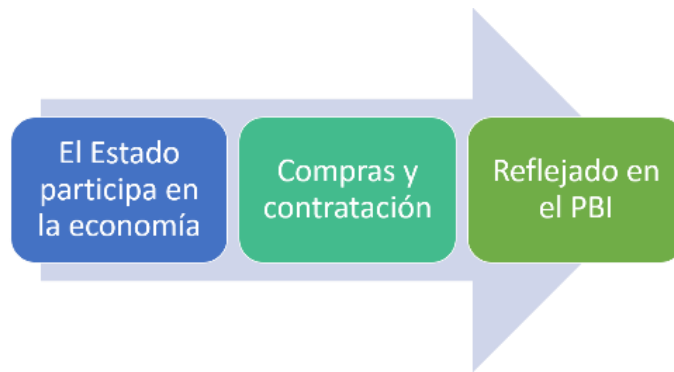 El Estado
participa en
la economía
Compras y
contratación
Reflejado en
el PBI